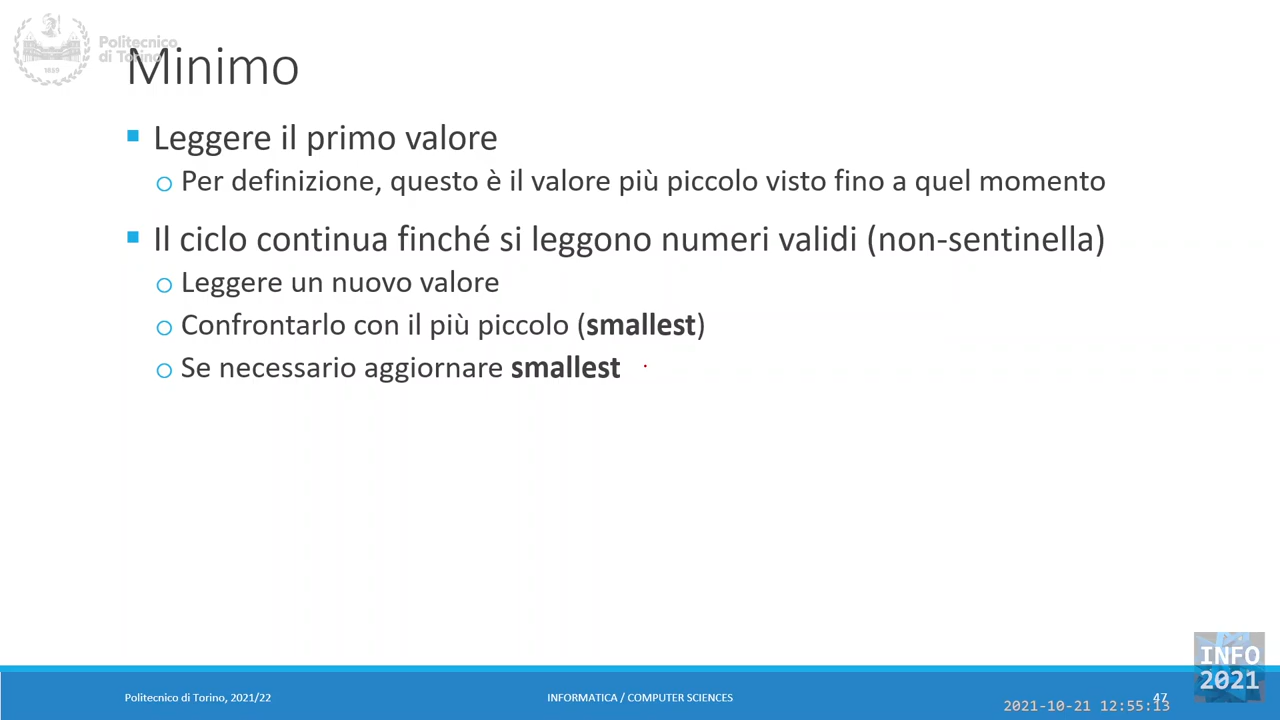 Politecnico
di Torino
1859
Minimo
Leggere il primo valore
Per definizione, questo è il valore più piccolo visto fino a quel momento
Il ciclo continua finché si leggono numeri validi (non-sentinella)
Leggere un nuovo valore
Confrontarlo con il più piccolo (smallest)
Se necessario aggiornare smallest
INFO
2021
Politecnico di Torino, 2021/22
INFORMATICA / COMPUTER SCIENCES
47
2021-10-21 12:55:13